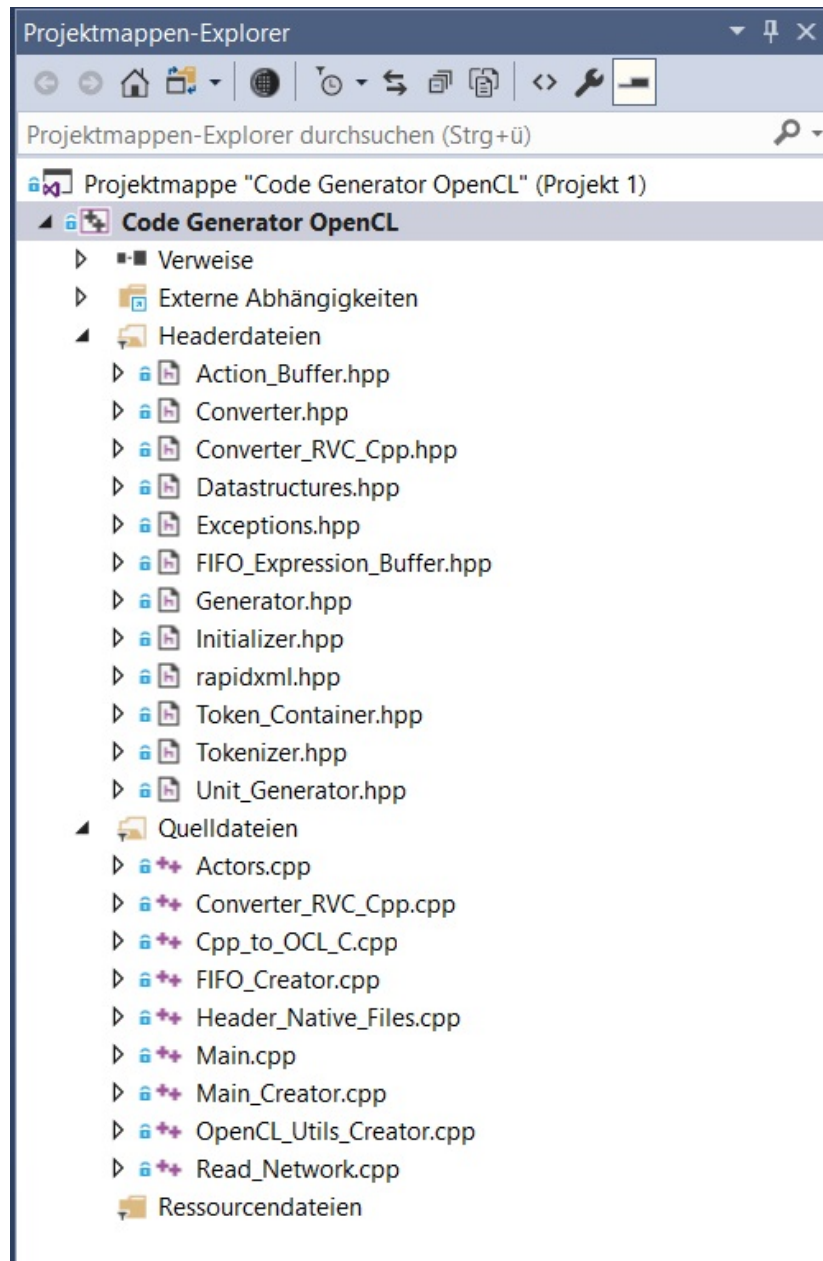 Projektmappen-Explorer
Projektmappen-Explorer durchsuchen (Strg+ü)
Projektmappe "Code Generator OpenCL" (Projekt 1)
Code Generator OpenCL
Verweise
Externe Abhängigkeiten
Headerdateien
Action_Buffer.hpp
Converter.hpp
Converter_RVC_Cpp.hpp
Datastructures.hpp
Exceptions.hpp
FIFO_Expression_Buffer.hpp
Generator.hpp
Initializer.hpp
rapidxml.hpp
Token_Container.hpp
Tokenizer.hpp
Unit_Generator.hpp
Quelldateien
Actors.cpp
Converter_RVC_Cpp.cpp
Cpp_to_OCL_C.cpp
FIFO_Creator.cpp
Header_Native_Files.cpp
Main.cpp
Main_Creator.cpp
OpenCL_Utils_Creator.cpp
Read_Network.cpp
Ressourcendateien